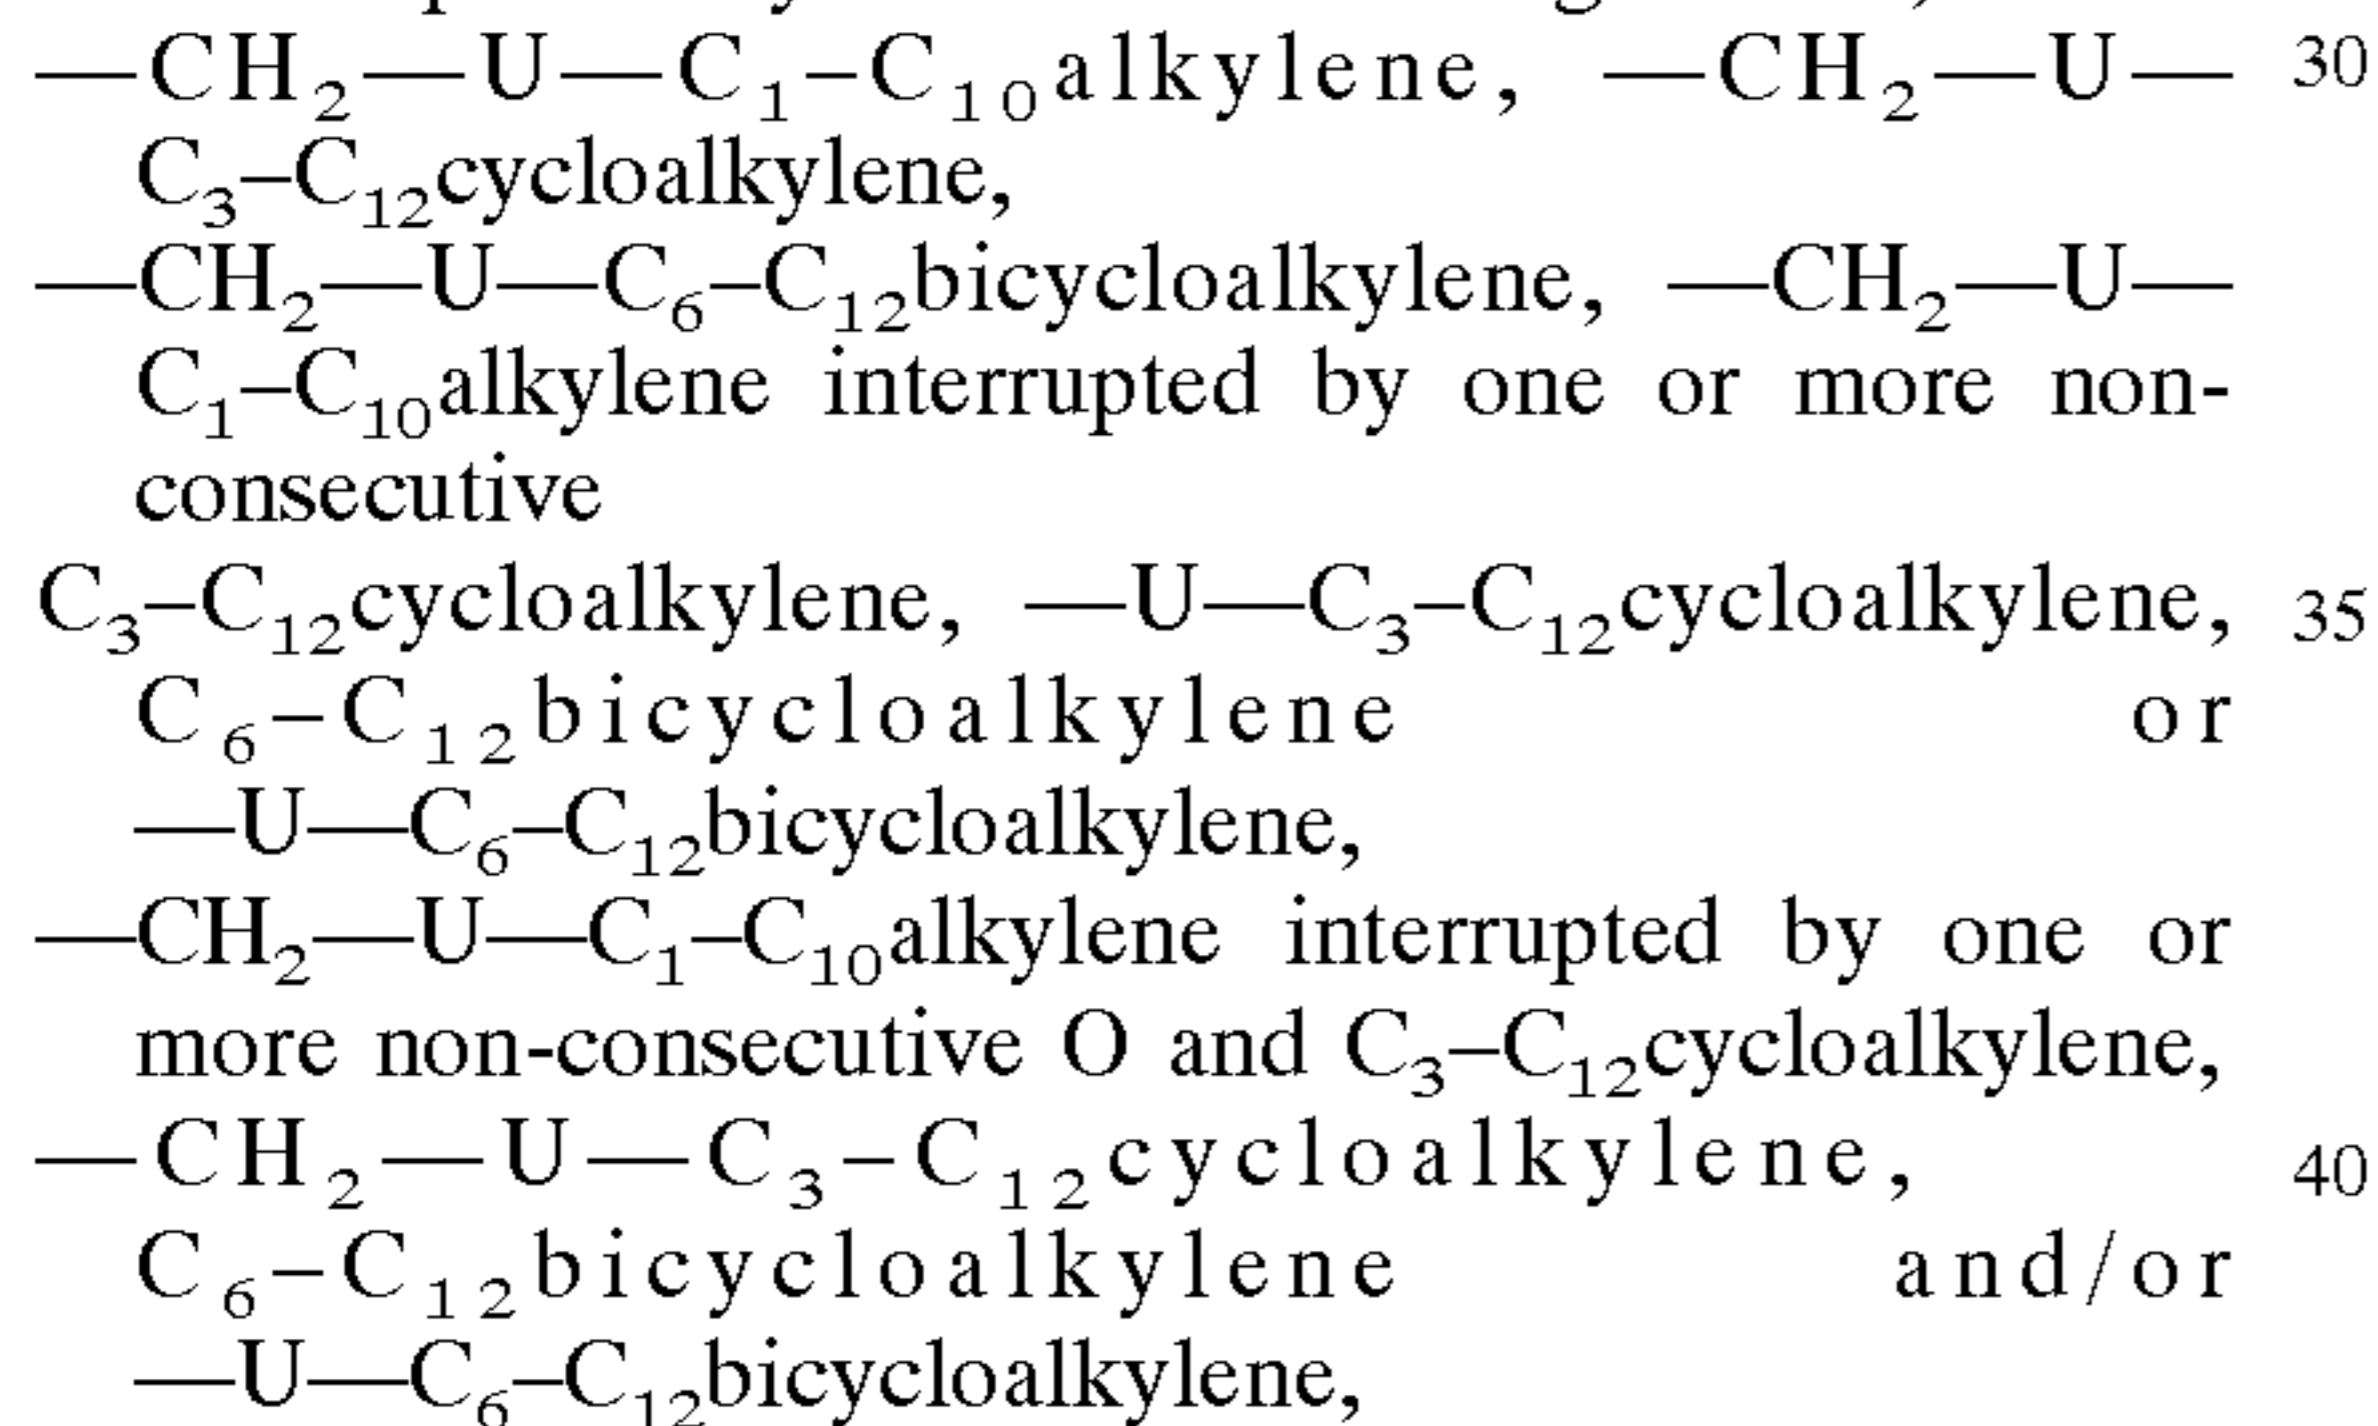 —CH₂—U—C₁–C₁₀alkylene, —CH₂—U— 30
C₃–C₁₂cycloalkylene,
—CH₂—U—C₆–C₁₂bicycloalkylene, —CH₂—U—
C₁–C₁₀alkylene interrupted by one or more non-
consecutive
C₃–C₁₂cycloalkylene, —U—C₃–C₁₂cycloalkylene, 35
C₆–C₁₂bicycloalkylene or
—U—C₆–C₁₂bicycloalkylene,
—CH₂—U—C₁–C₁₀alkylene interrupted by one or
more non-consecutive O and C₃–C₁₂cycloalkylene,
—CH₂—U—C₃–C₁₂cycloalkylene, 40
C₆–C₁₂bicycloalkylene and/or
—U—C₆–C₁₂bicycloalkylene,